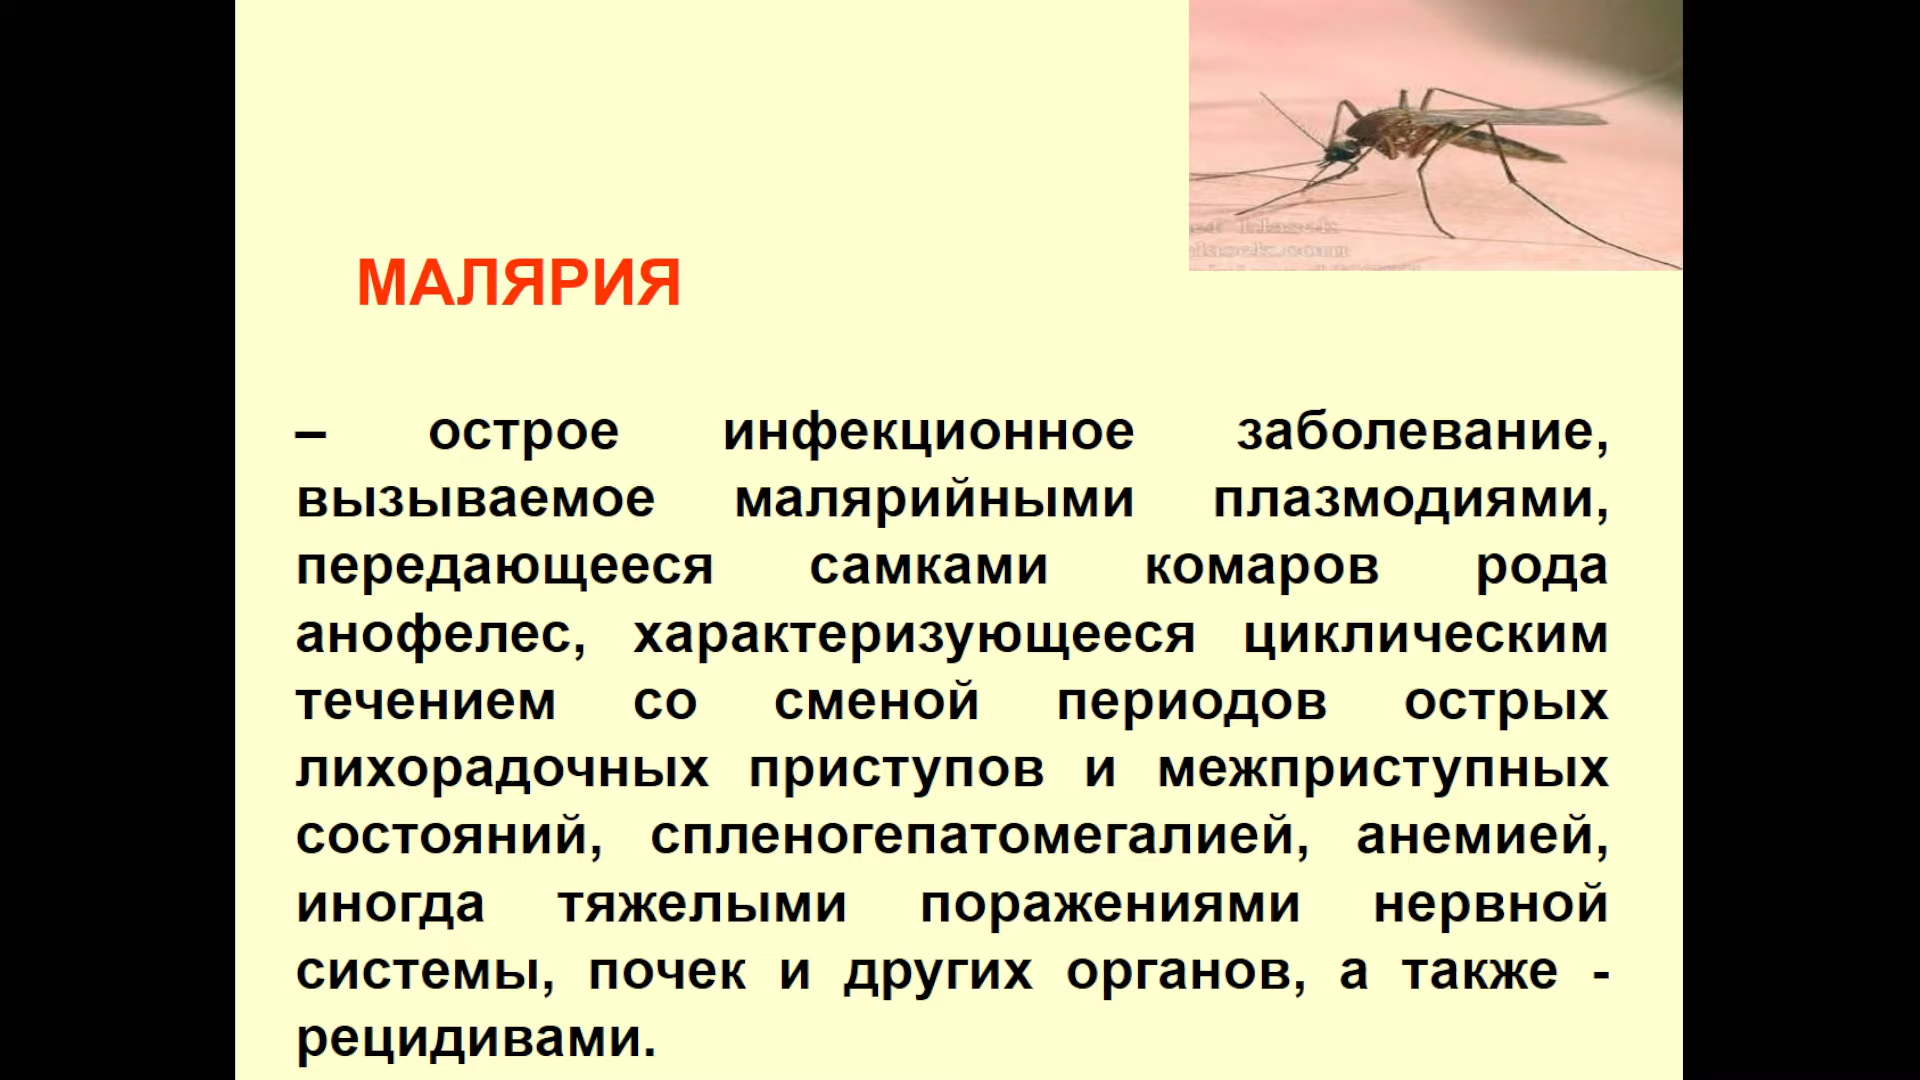 МАЛЯРИЯ
– острое инфекционное заболевание,
вызываемое малярийными плазмодиями,
передающееся самками комаров рода
анофелес, характеризующееся циклическим
течением со сменой периодов острых
лихорадочных приступов и межприступных
состояний, спленогепатомегалией, анемией,
иногда тяжелыми поражениями нервной
системы, почек и других органов, а также -
рецидивами.